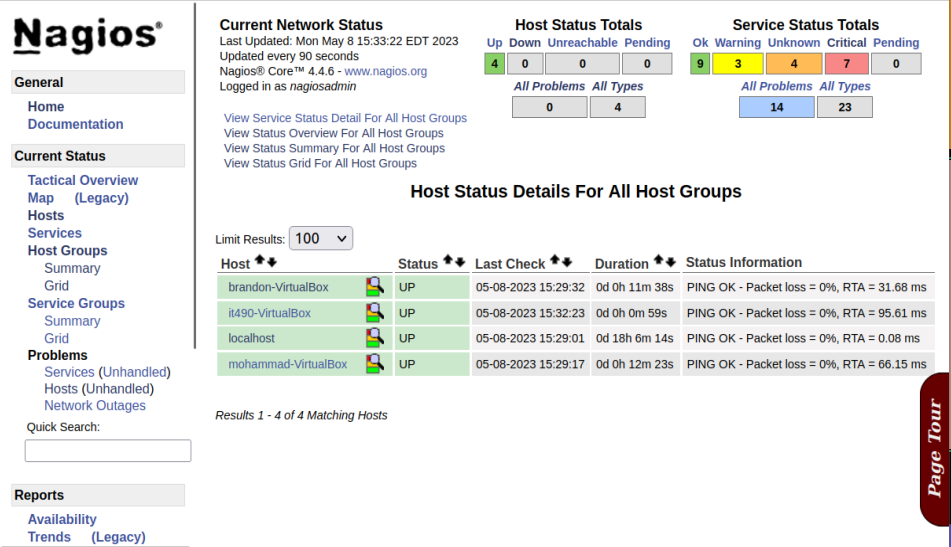 Nagios®
General
Home
Documentation
Current Status
Tactical Overview
Map (Legacy)
Hosts
Services
Host Groups
Summary
Grid
Service Groups
Summary
Grid
Problems
Services (Unhandled)
Hosts (Unhandled)
Network Outages
Quick Search:
Reports
Availability
Trends (Legacy)
Current Network Status
Last Updated: Mon May 8 15:33:22 EDT 2023
Updated every 90 seconds
Nagios® Core™ 4.4.6 - www.nagios.org
Logged in as nagiosadmin
View Service Status Detail For All Host Groups
View Status Overview For All Host Groups
View Status Summary For All Host Groups
View Status Grid For All Host Groups
Host Status Totals
Up Down Unreachable Pending
4 0 0 0
All Problems All Types
0 4
Service Status Totals
Ok Warning Unknown Critical Pending
9 3 4 7 0
All Problems All Types
14 23
Host Status Details For All Host Groups
Limit Results: 100
Host Status Last Check Duration Status Information
brandon-VirtualBox UP 05-08-2023 15:29:32 0d 0h 11m 38s PING OK - Packet loss = 0%, RTA = 31.68 ms
it490-VirtualBox UP 05-08-2023 15:32:23 0d 0h 0m 59s PING OK - Packet loss = 0%, RTA = 95.61 ms
localhost UP 05-08-2023 15:29:01 0d 18h 6m 14s PING OK - Packet loss = 0%, RTA = 0.08 ms
mohammad-VirtualBox UP 05-08-2023 15:29:17 0d 0h 12m 23s PING OK - Packet loss = 0%, RTA = 66.15 ms
Results 1 - 4 of 4 Matching Hosts
Page Tour